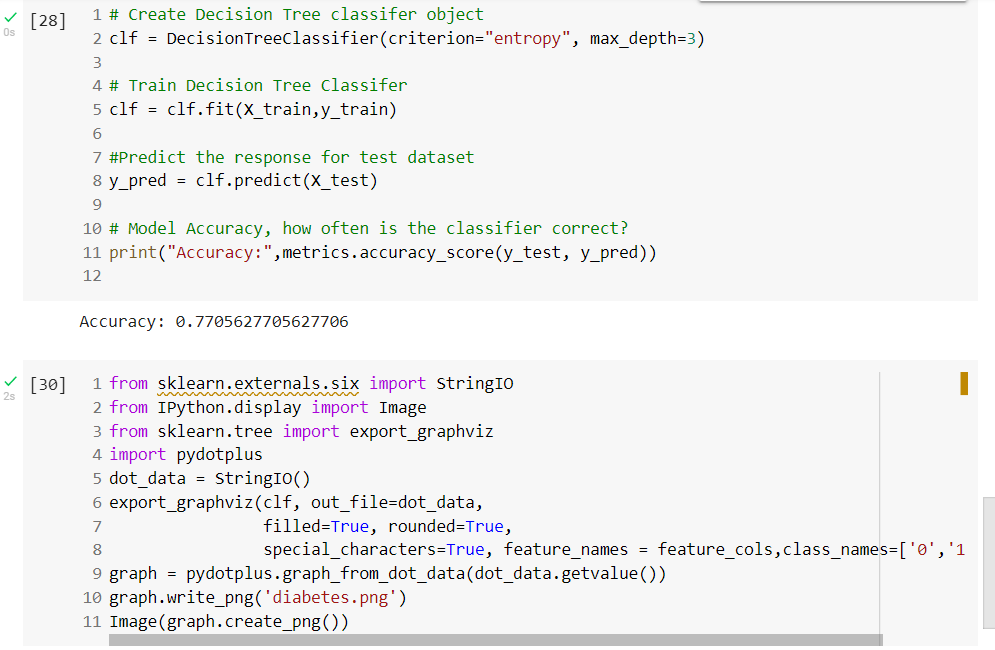 [28]
0s
1 # Create Decision Tree classifer object
2 clf = DecisionTreeClassifier(criterion="entropy", max_depth=3)
3
4 # Train Decision Tree Classifer
5 clf = clf.fit(X_train,y_train)
6
7 #Predict the response for test dataset
8 y_pred = clf.predict(X_test)
9
10 # Model Accuracy, how often is the classifier correct?
11 print("Accuracy:",metrics.accuracy_score(y_test, y_pred))
12
Accuracy: 0.7705627705627706
[30]
2s
1 from sklearn.externals.six import StringIO
2 from IPython.display import Image
3 from sklearn.tree import export_graphviz
4 import pydotplus
5 dot_data = StringIO()
6 export_graphviz(clf, out_file=dot_data,
7                 filled=True, rounded=True,
8                 special_characters=True, feature_names = feature_cols,class_names=['0','1
9 graph = pydotplus.graph_from_dot_data(dot_data.getvalue())
10 graph.write_png('diabetes.png')
11 Image(graph.create_png())